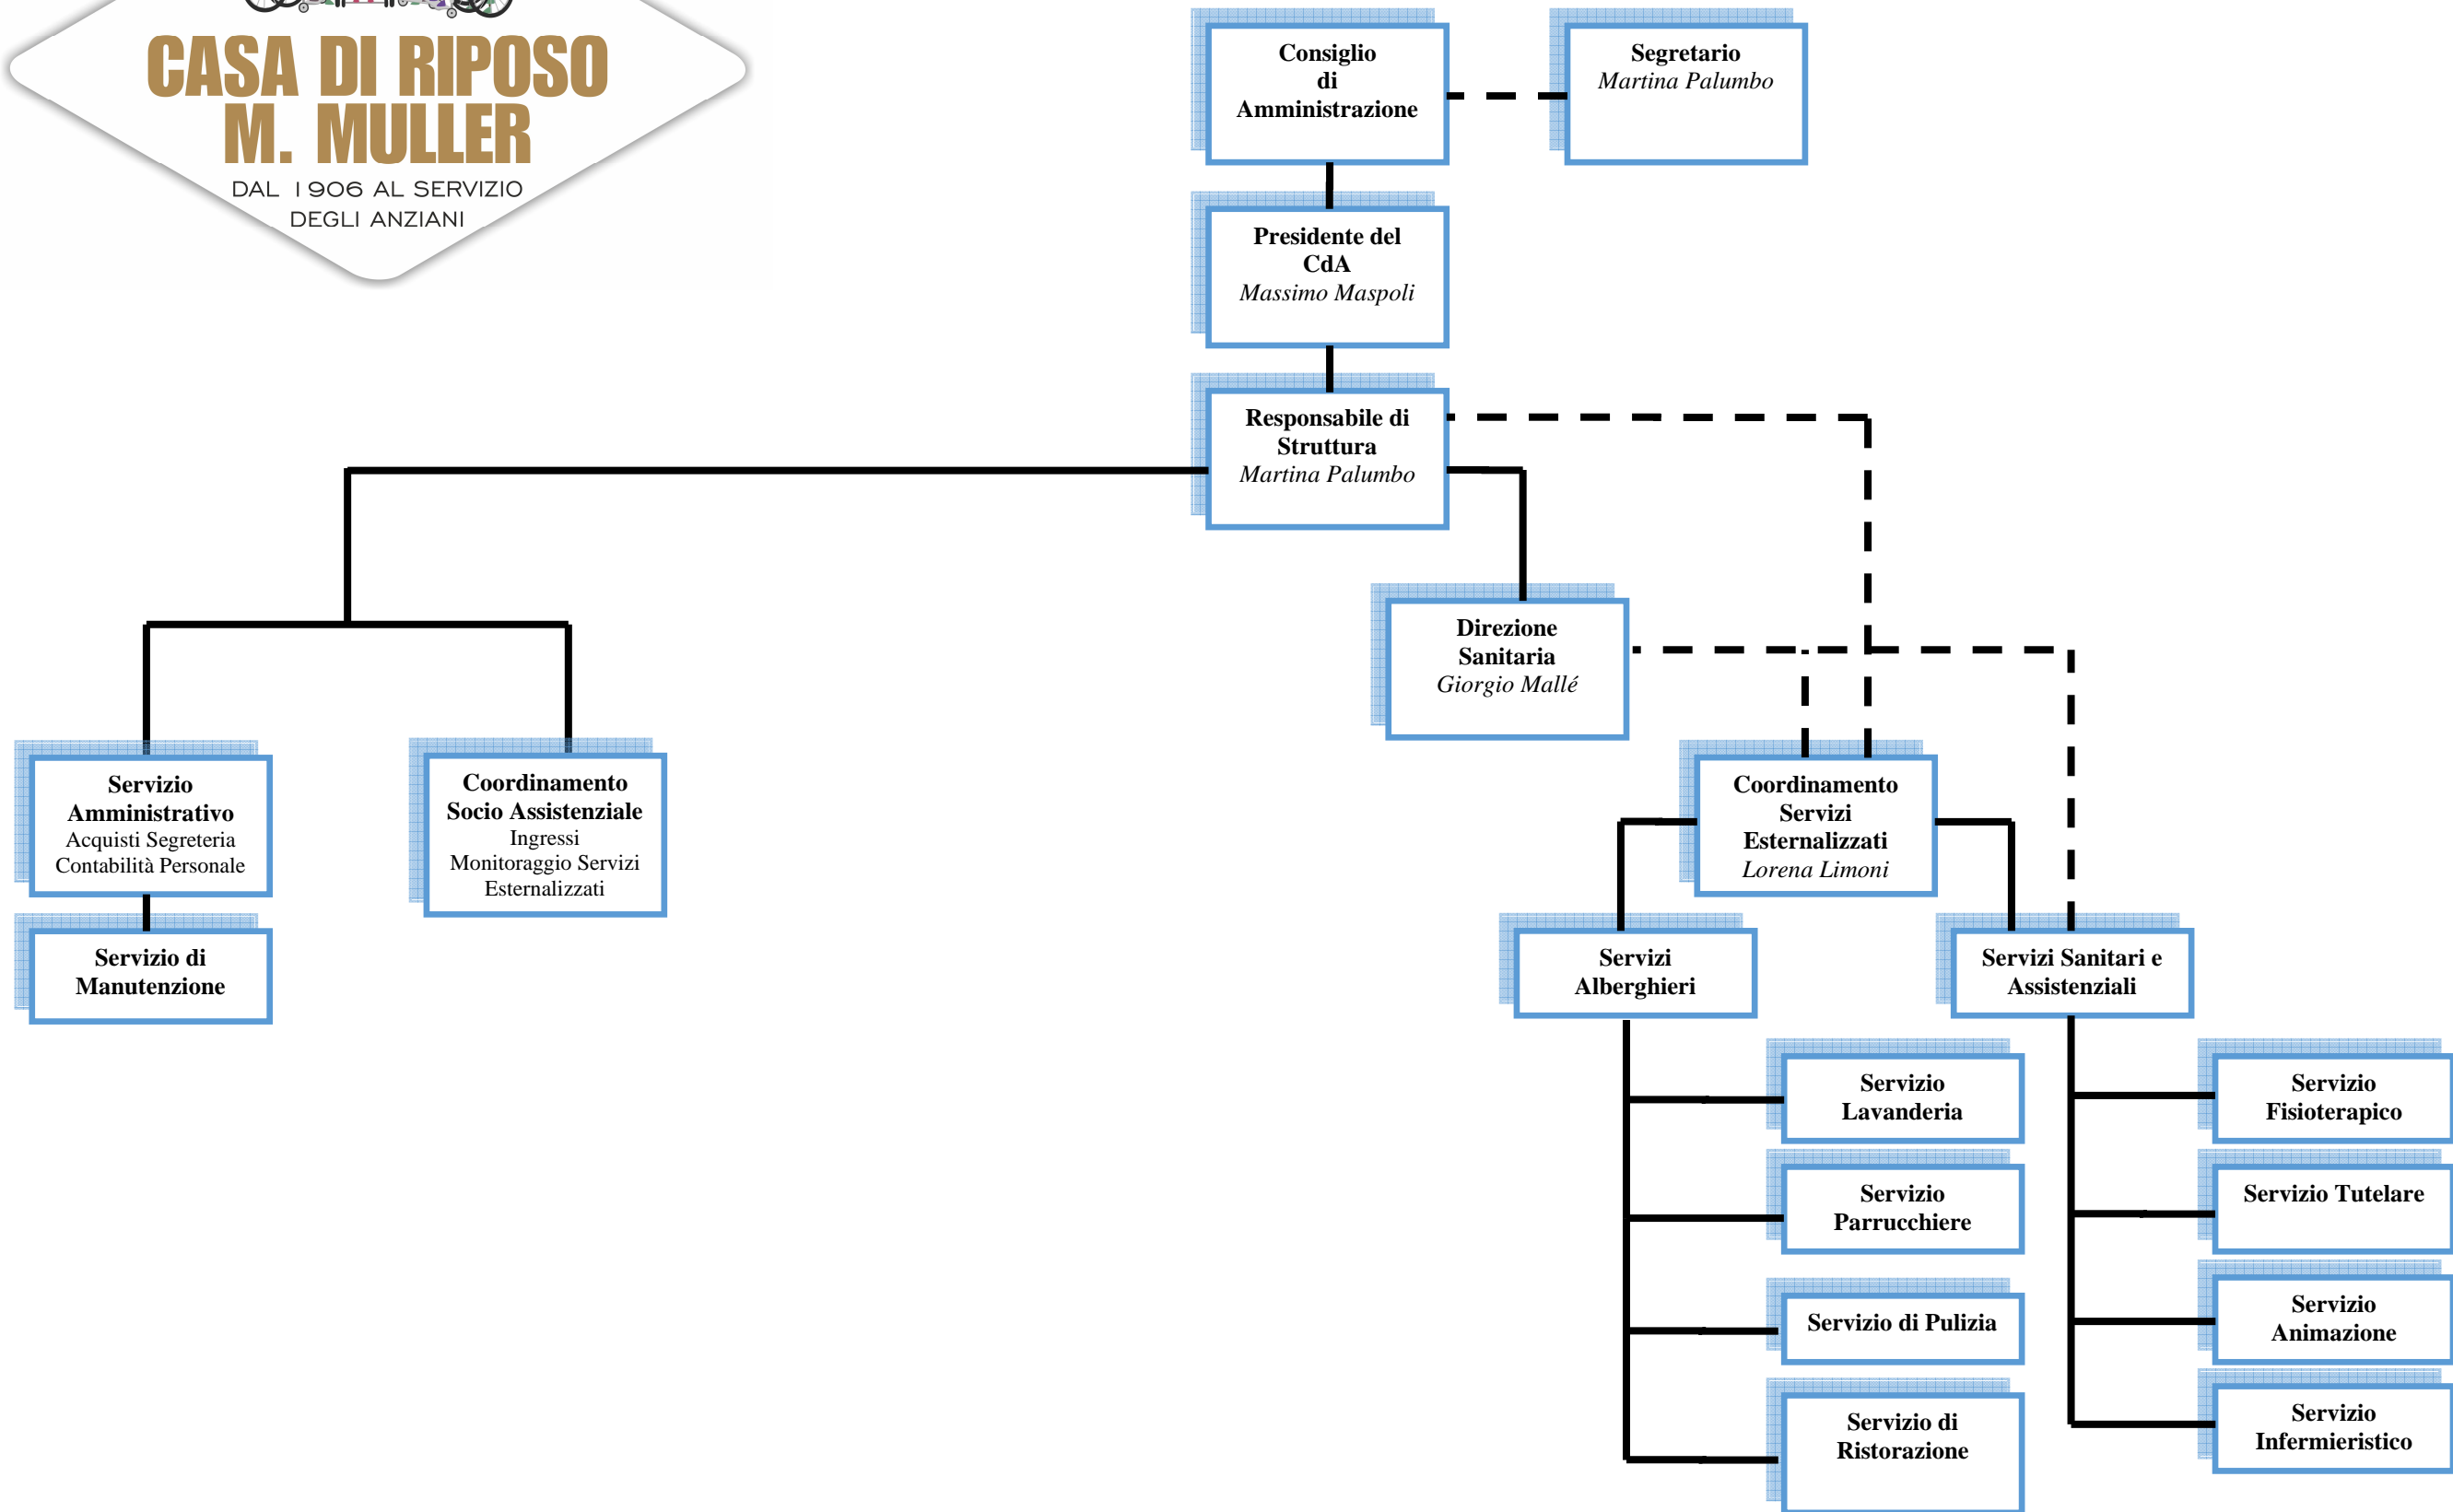 CASA DI RIPOSO
M. MULLER
DAL 1906 AL SERVIZIO
DEGLI ANZIANI
Consiglio
di
Amministrazione
Segretario
Martina Palumbo
Presidente del
CdA
Massimo Maspoli
Responsabile di
Struttura
Martina Palumbo
Direzione
Sanitaria
Giorgio Mallé
Servizio
Amministrativo
Acquisti Segreteria
Contabilità Personale
Coordinamento
Socio Assistenziale
Ingressi
Monitoraggio Servizi
Esternalizzati
Coordinamento
Servizi
Esternalizzati
Lorena Limoni
Servizio di
Manutenzione
Servizi
Alberghieri
Servizi Sanitari e
Assistenziali
Servizio
Lavanderia
Servizio
Parrucchiere
Servizio di Pulizia
Servizio di
Ristorazione
Servizio
Fisioterapico
Servizio Tutelare
Servizio
Animazione
Servizio
Infermieristico